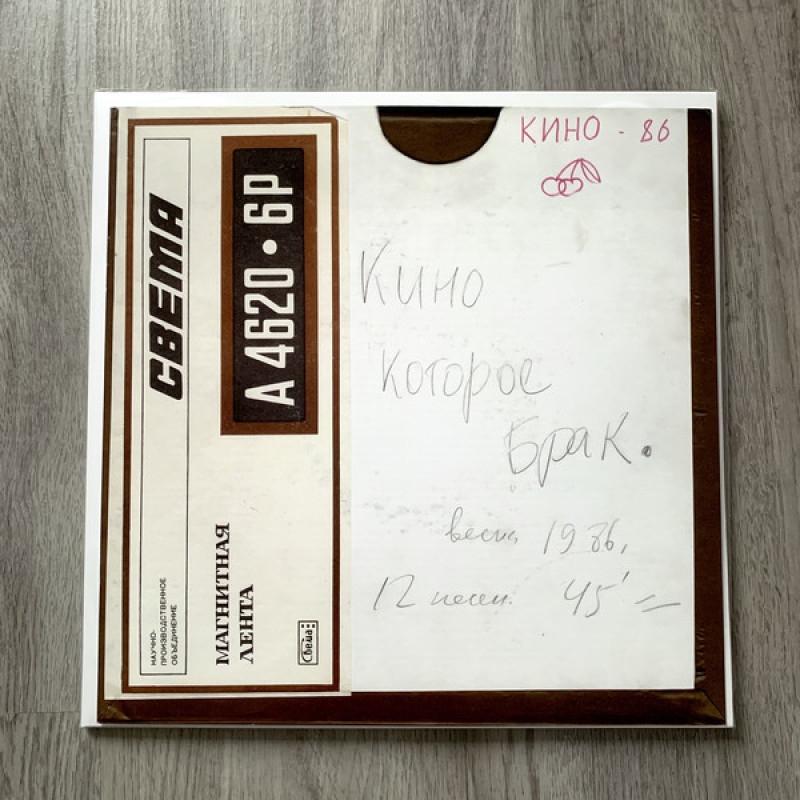 СВЕМА
НАУЧНО-
ПРОИЗВОДСТВЕННОЕ
ОБЪЕДИНЕНИЕ
А 4620 • 6Р
МАГНИТНАЯ
ЛЕНТА
Свема
КИНО - 86
Кино
которое
Брак.
весна 1986,
12 песен. 45'